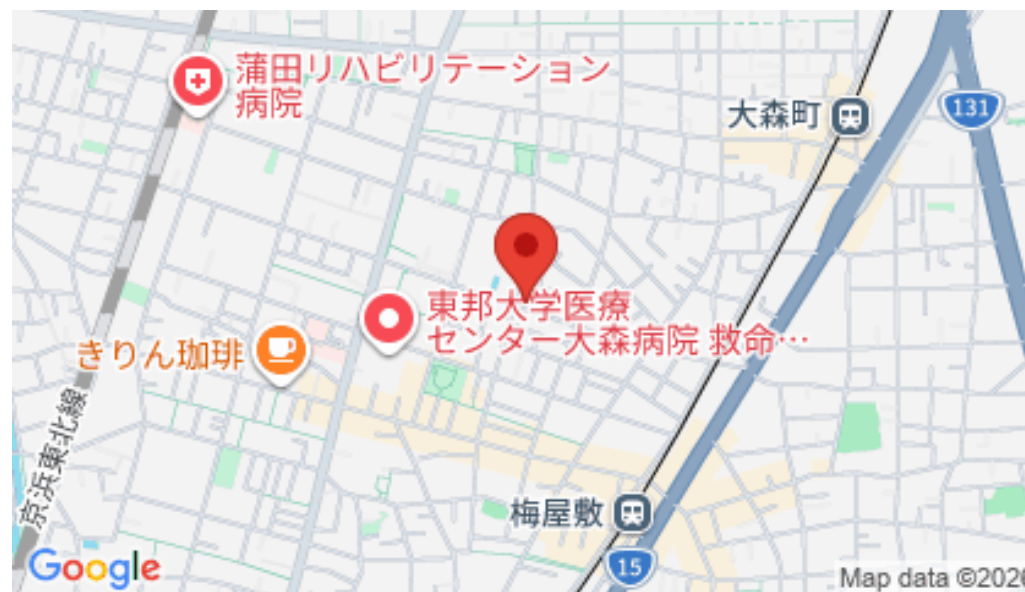 蒲田リハビリテーション
病院
大森町
131
東邦大学医療
センター大森病院 救命…
きりん珈琲
京浜東北線
梅屋敷
15
Google
Map data ©2026